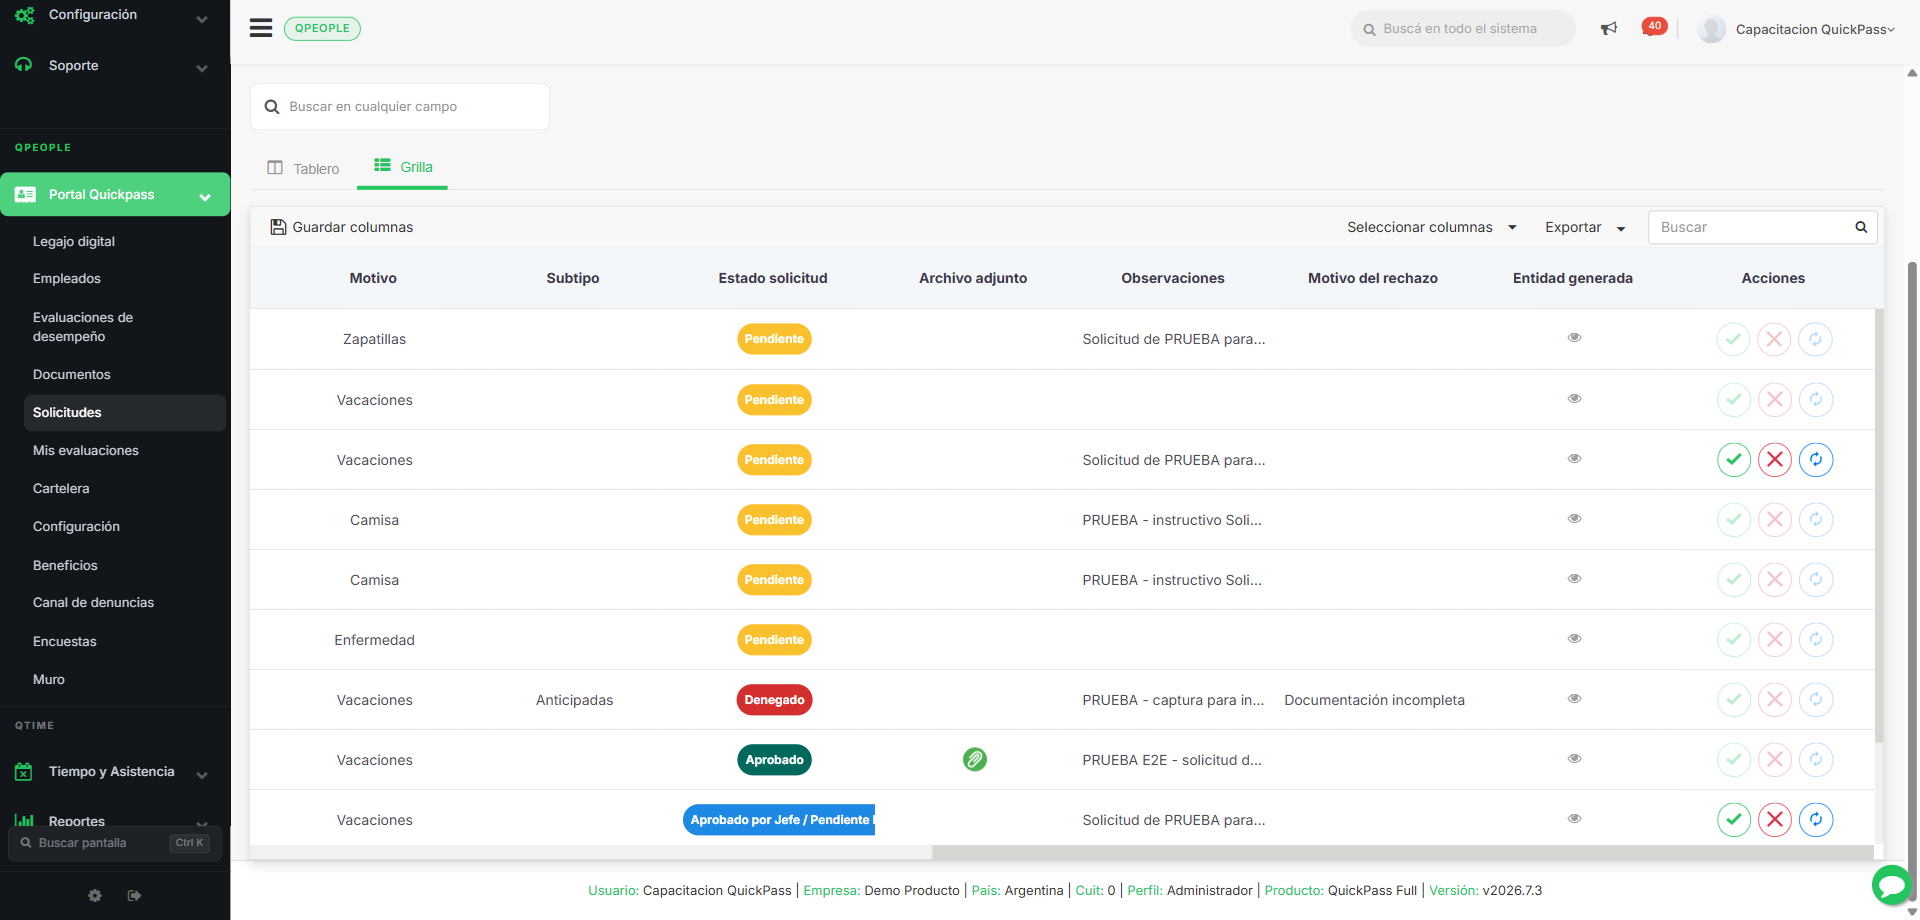 Configuración
Soporte
QPEOPLE
Portal Quickpass
Legajo digital
Empleados
Evaluaciones de
desempeño
Documentos
Solicitudes
Mis evaluaciones
Cartelera
Configuración
Beneficios
Canal de denuncias
Encuestas
Muro
QTIME
Tiempo y Asistencia
Reportes
Buscar pantalla Ctrl K
QPEOPLE
Buscá en todo el sistema
40
Capacitacion QuickPass
Buscar en cualquier campo
Tablero
Grilla
Guardar columnas
Seleccionar columnas
Exportar
Buscar
Motivo Subtipo Estado solicitud Archivo adjunto Observaciones Motivo del rechazo Entidad generada Acciones
Zapatillas Pendiente Solicitud de PRUEBA para...
Vacaciones Pendiente
Vacaciones Pendiente Solicitud de PRUEBA para...
Camisa Pendiente PRUEBA - instructivo Soli...
Camisa Pendiente PRUEBA - instructivo Soli...
Enfermedad Pendiente
Vacaciones Anticipadas Denegado PRUEBA - captura para in... Documentación incompleta
Vacaciones Aprobado PRUEBA E2E - solicitud d...
Vacaciones Aprobado por Jefe / Pendiente Solicitud de PRUEBA para...
Usuario: Capacitacion QuickPass | Empresa: Demo Producto | País: Argentina | Cuit: 0 | Perfil: Administrador | Producto: QuickPass Full | Versión: v2026.7.3